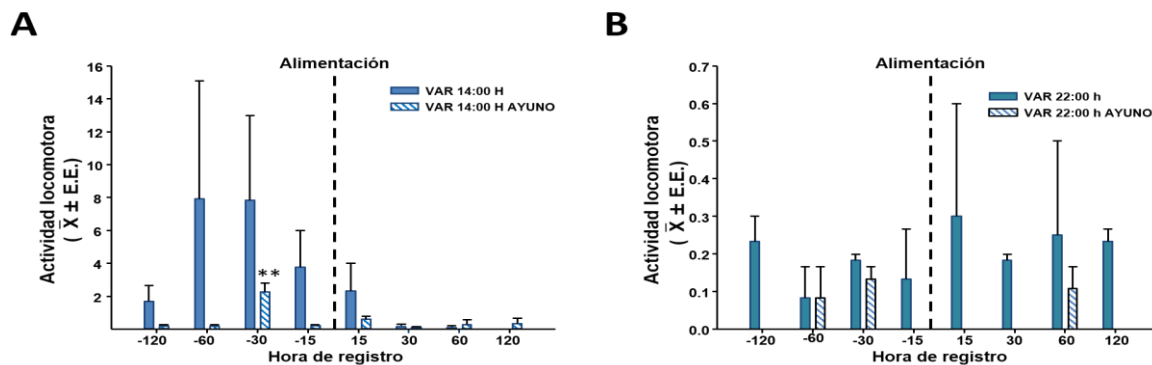 A
Alimentación
VAR 14:00 H
VAR 14:00 H AYUNO
Actividad locomotora
( X̅ ± E.E.)
16
14
12
10
8
6
4
2
**
-120 -60 -30 -15 15 30 60 120
Hora de registro
B
Alimentación
VAR 22:00 h
VAR 22:00 h AYUNO
Actividad locomotora
( X̅ ± E.E.)
0.7
0.6
0.5
0.4
0.3
0.2
0.1
0.0
-120 -60 -30 -15 15 30 60 120
Hora de registro